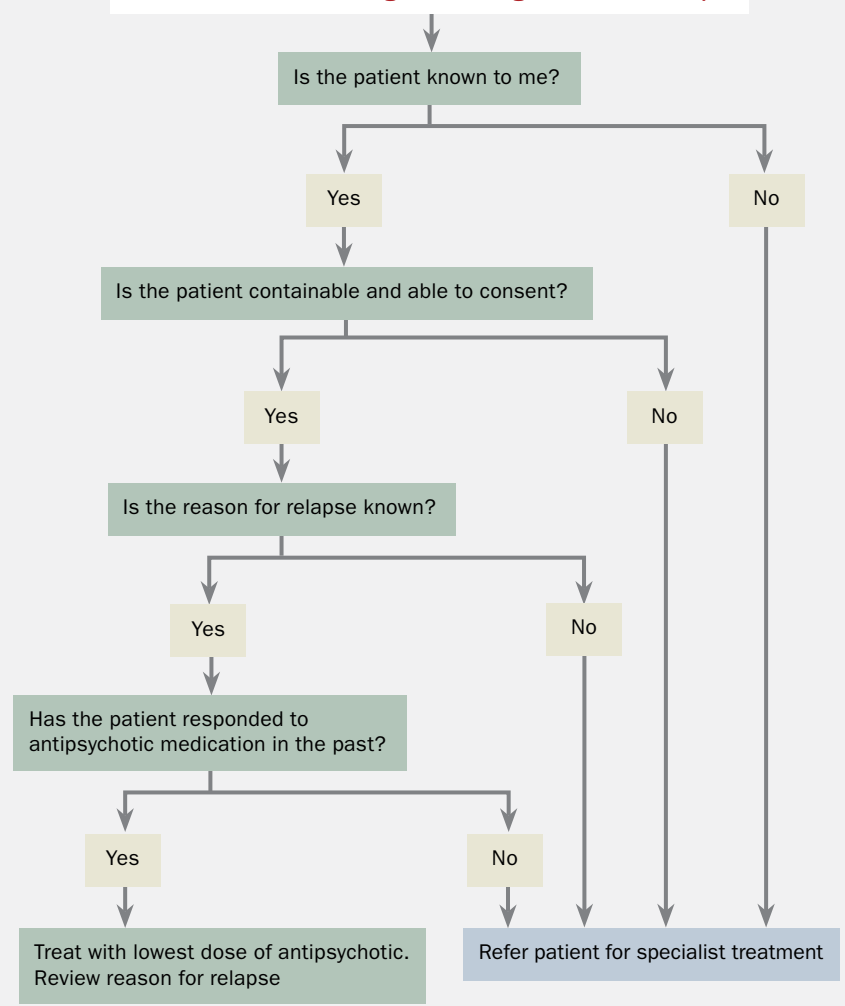 Is the patient known to me?
Yes
No
Is the patient containable and able to consent?
Yes
No
Is the reason for relapse known?
Yes
No
Has the patient responded to
antipsychotic medication in the past?
Yes
No
Treat with lowest dose of antipsychotic.
Review reason for relapse
Refer patient for specialist treatment